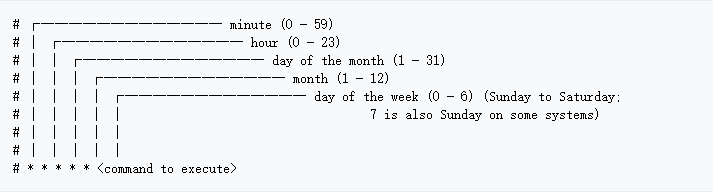 # ┌───────────── minute (0 - 59)
# │ ┌───────────── hour (0 - 23)
# │ │ ┌───────────── day of the month (1 - 31)
# │ │ │ ┌───────────── month (1 - 12)
# │ │ │ │ ┌───────────── day of the week (0 - 6) (Sunday to Saturday;
# │ │ │ │ │ 7 is also Sunday on some systems)
# │ │ │ │ │
# │ │ │ │ │
# * * * * * <command to execute>